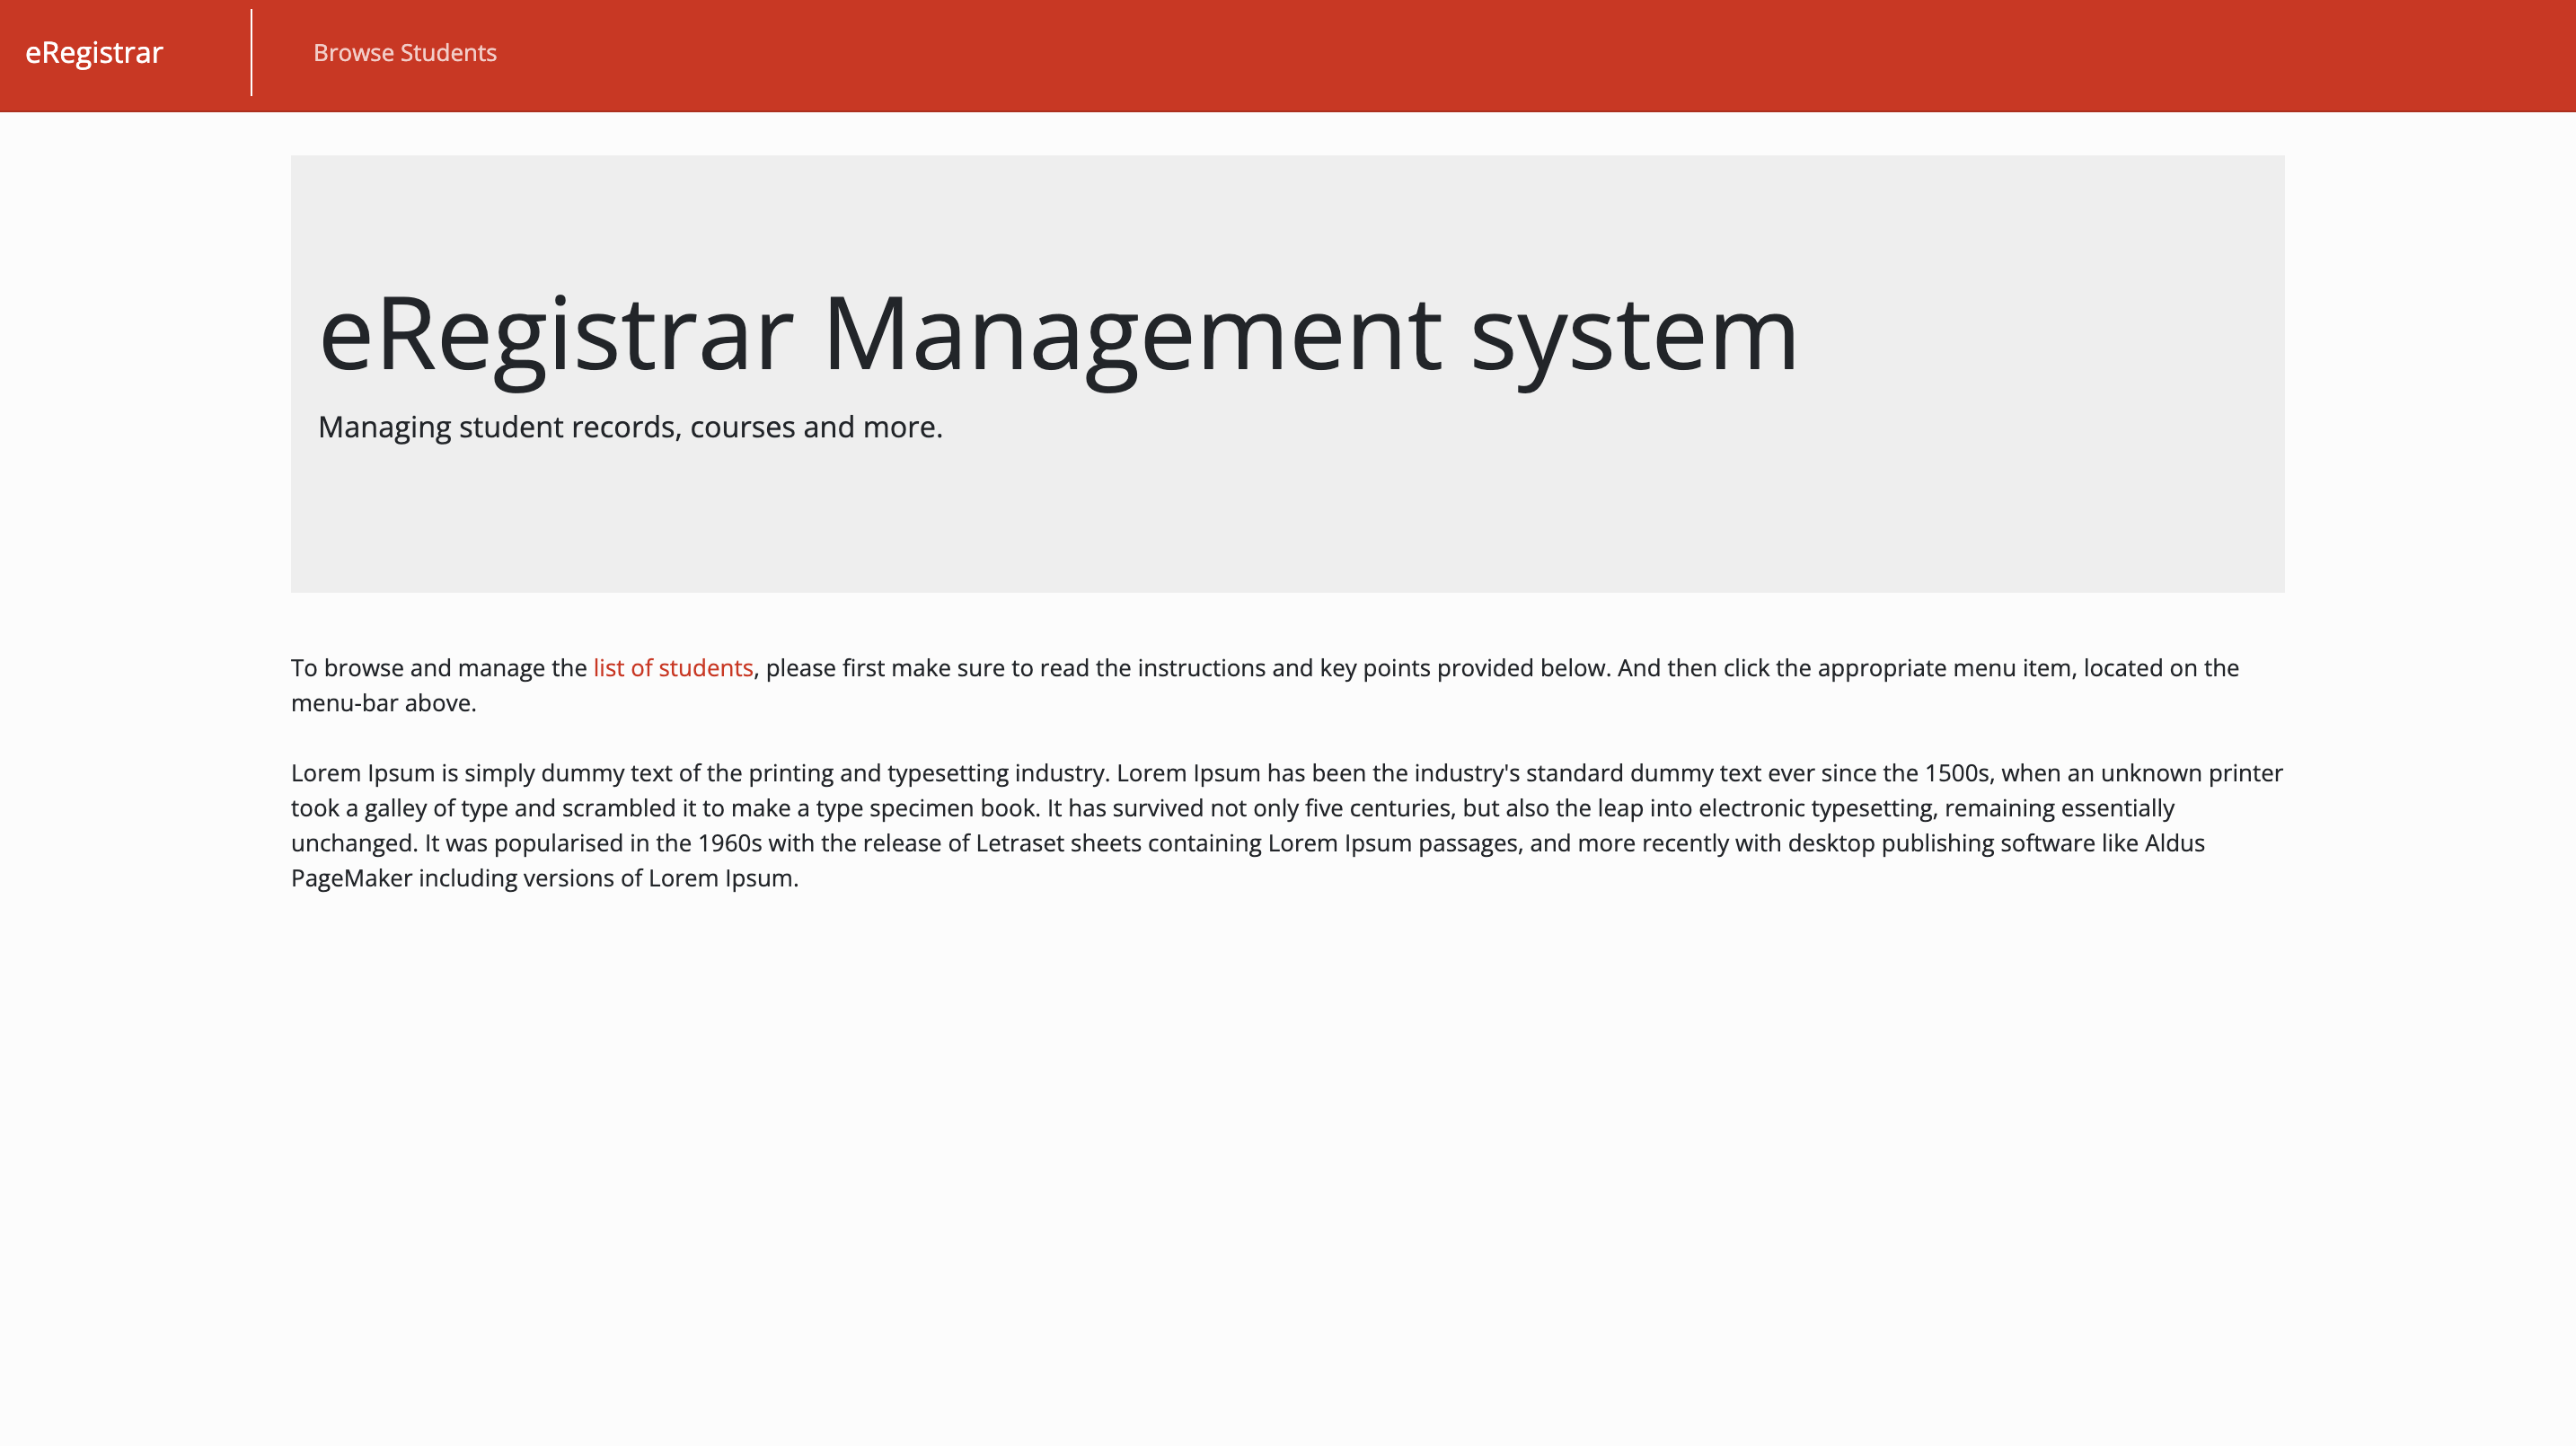 eRegistrar
Browse Students
eRegistrar Management system
Managing student records, courses and more.
To browse and manage the list of students, please first make sure to read the instructions and key points provided below. And then click the appropriate menu item, located on the
menu-bar above.
Lorem Ipsum is simply dummy text of the printing and typesetting industry. Lorem Ipsum has been the industry's standard dummy text ever since the 1500s, when an unknown printer
took a galley of type and scrambled it to make a type specimen book. It has survived not only five centuries, but also the leap into electronic typesetting, remaining essentially
unchanged. It was popularised in the 1960s with the release of Letraset sheets containing Lorem Ipsum passages, and more recently with desktop publishing software like Aldus
PageMaker including versions of Lorem Ipsum.